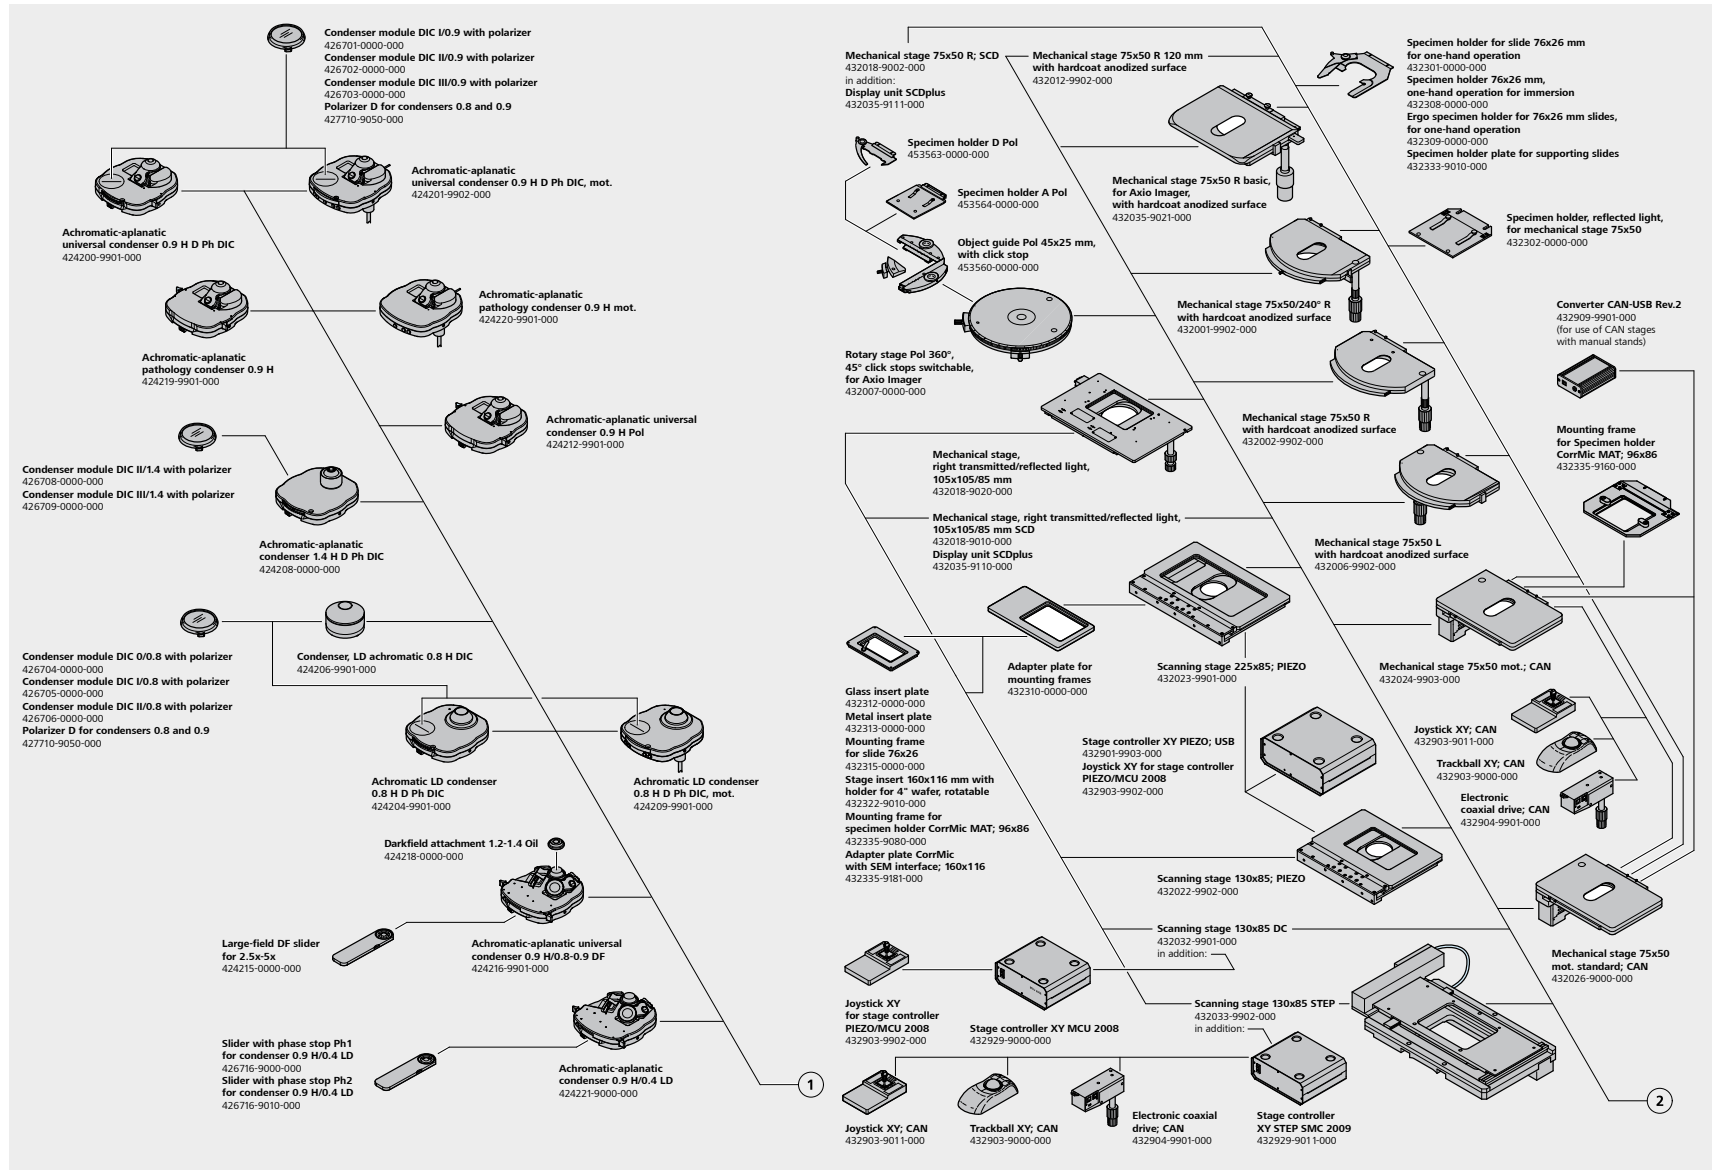 Condenser module DIC I/0.9 with polarizer
426701-0000-000
Condenser module DIC II/0.9 with polarizer
426702-0000-000
Condenser module DIC III/0.9 with polarizer
426703-0000-000
Polarizer D for condensers 0.8 and 0.9
427710-9050-000
Achromatic-aplanatic
universal condenser 0.9 H D Ph DIC, mot.
424201-9902-000
Achromatic-aplanatic
universal condenser 0.9 H D Ph DIC
424200-9901-000
Achromatic-aplanatic
pathology condenser 0.9 H mot.
424220-9901-000
Achromatic-aplanatic
pathology condenser 0.9 H
424219-9901-000
Achromatic-aplanatic universal
condenser 0.9 H Pol
424212-9901-000
Condenser module DIC II/1.4 with polarizer
426708-0000-000
Condenser module DIC III/1.4 with polarizer
426709-0000-000
Achromatic-aplanatic
condenser 1.4 H D Ph DIC
424208-0000-000
Condenser module DIC 0/0.8 with polarizer
426704-0000-000
Condenser module DIC I/0.8 with polarizer
426705-0000-000
Condenser module DIC II/0.8 with polarizer
426706-0000-000
Polarizer D for condensers 0.8 and 0.9
427710-9050-000
Condenser, LD achromatic 0.8 H DIC
424206-9901-000
Achromatic LD condenser
0.8 H D Ph DIC
424204-9901-000
Achromatic LD condenser
0.8 H D Ph DIC, mot.
424209-9901-000
Darkfield attachment 1.2-1.4 Oil
424218-0000-000
Large-field DF slider
for 2.5x-5x
424215-0000-000
Achromatic-aplanatic universal
condenser 0.9 H/0.8-0.9 DF
424216-9901-000
Slider with phase stop Ph1
for condenser 0.9 H/0.4 LD
426716-9000-000
Slider with phase stop Ph2
for condenser 0.9 H/0.4 LD
426716-9010-000
Achromatic-aplanatic
condenser 0.9 H/0.4 LD
424221-9000-000
1
Mechanical stage 75x50 R; SCD
432018-9002-000
in addition:
Display unit SCDplus
432035-9111-000
Mechanical stage 75x50 R 120 mm
with hardcoat anodized surface
432012-9902-000
Specimen holder for slide 76x26 mm
for one-hand operation
432301-0000-000
Specimen holder 76x26 mm,
one-hand operation for immersion
432308-0000-000
Ergo specimen holder for 76x26 mm slides,
for one-hand operation
432309-0000-000
Specimen holder plate for supporting slides
432333-9010-000
Specimen holder D Pol
453563-0000-000
Specimen holder A Pol
453564-0000-000
Mechanical stage 75x50 R basic,
for Axio Imager,
with hardcoat anodized surface
432035-9021-000
Specimen holder, reflected light,
for mechanical stage 75x50
432302-0000-000
Object guide Pol 45x25 mm,
with click stop
453560-0000-000
Mechanical stage 75x50/240° R
with hardcoat anodized surface
432001-9902-000
Converter CAN-USB Rev.2
432909-9901-000
(for use of CAN stages
with manual stands)
Rotary stage Pol 360°,
45° click stops switchable,
for Axio Imager
432007-0000-000
Mechanical stage 75x50 R
with hardcoat anodized surface
432002-9902-000
Mounting frame
for Specimen holder
CorrMic MAT; 96x86
432335-9160-000
Mechanical stage,
right transmitted/reflected light,
105x105/85 mm
432018-9020-000
Mechanical stage, right transmitted/reflected light,
105x105/85 mm SCD
432018-9010-000
Display unit SCDplus
432035-9110-000
Mechanical stage 75x50 L
with hardcoat anodized surface
432006-9902-000
Adapter plate for
mounting frames
432310-0000-000
Scanning stage 225x85; PIEZO
432023-9901-000
Mechanical stage 75x50 mot.; CAN
432024-9903-000
Glass insert plate
432312-0000-000
Metal insert plate
432313-0000-000
Mounting frame
for slide 76x26
432315-0000-000
Stage insert 160x116 mm with
holder for 4" wafer, rotatable
432322-9010-000
Mounting frame for
specimen holder CorrMic MAT; 96x86
432335-9080-000
Adapter plate CorrMic
with SEM interface; 160x116
432335-9181-000
Stage controller XY PIEZO; USB
432901-9903-000
Joystick XY for stage controller
PIEZO/MCU 2008
432903-9902-000
Joystick XY; CAN
432903-9011-000
Trackball XY; CAN
432903-9000-000
Electronic
coaxial drive; CAN
432904-9901-000
Scanning stage 130x85; PIEZO
432022-9902-000
Scanning stage 130x85 DC
432032-9901-000
in addition:
Mechanical stage 75x50
mot. standard; CAN
432026-9000-000
Joystick XY
for stage controller
PIEZO/MCU 2008
432903-9902-000
Stage controller XY MCU 2008
432929-9000-000
Scanning stage 130x85 STEP
432033-9902-000
in addition:
Joystick XY; CAN
432903-9011-000
Trackball XY; CAN
432903-9000-000
Electronic coaxial
drive; CAN
432904-9901-000
Stage controller
XY STEP SMC 2009
432929-9011-000
2